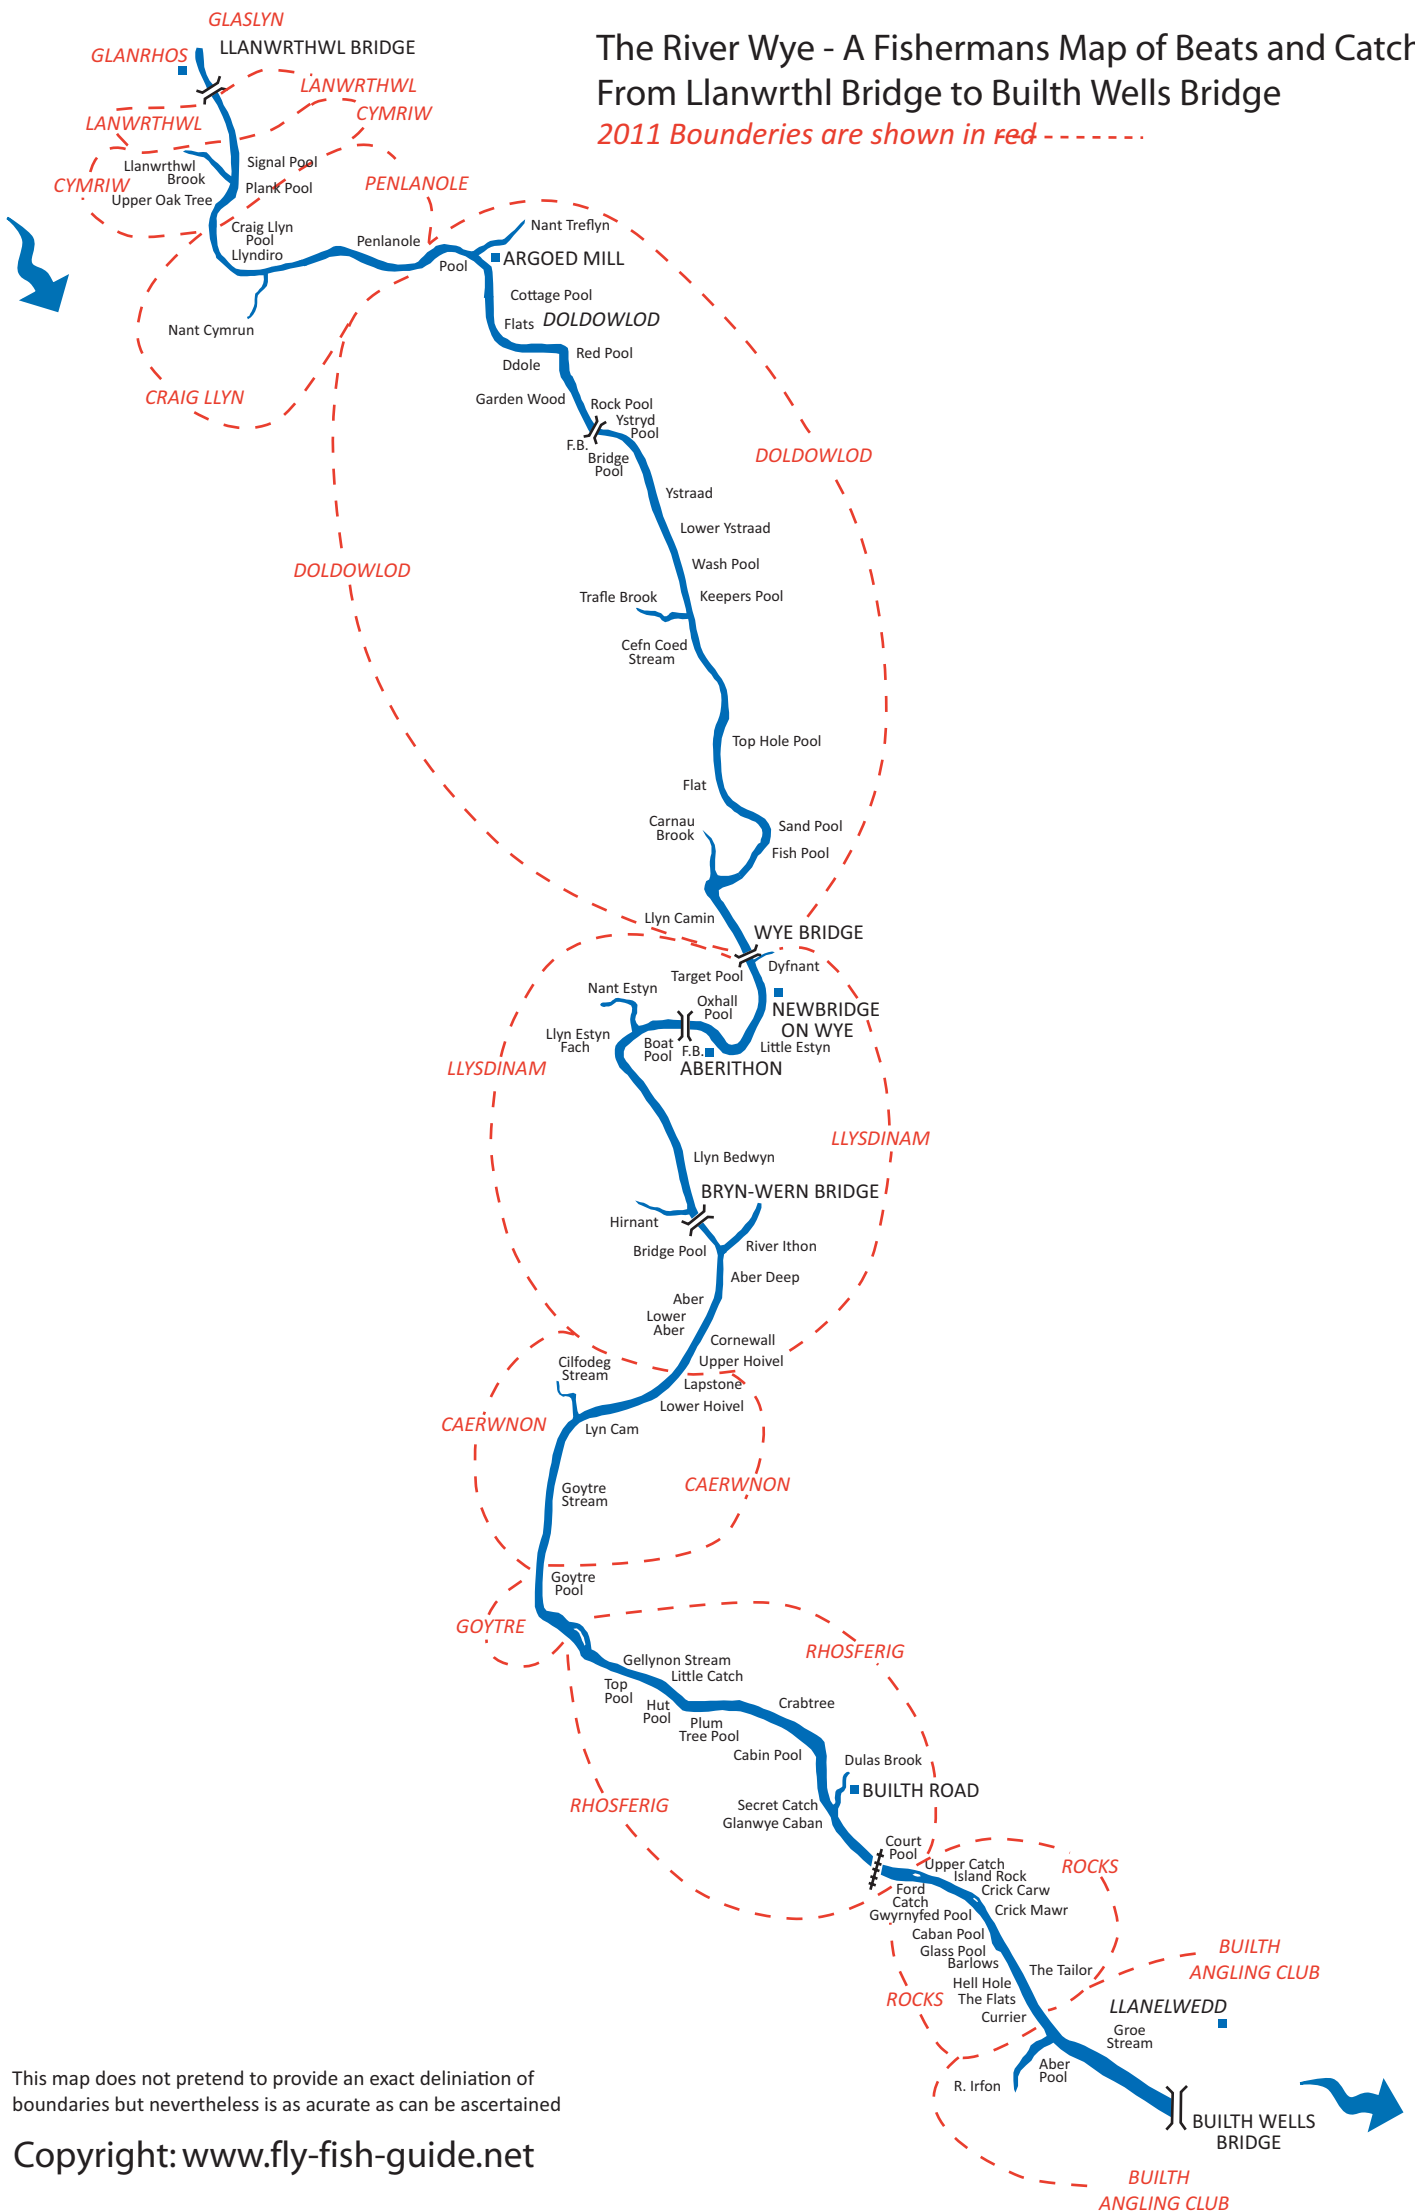 The River Wye - A Fishermans Map of Beats and Catch
From Llanwrthl Bridge to Builth Wells Bridge
2011 Bounderies are shown in red
GLASLYN
GLANRHOS
LLANWRTHWL BRIDGE
LANWRTHWL
LANWRTHWL
CYMRIW
CYMRIW
Llanwrthwl
Brook
Signal Pool
Plank Pool
Upper Oak Tree
PENLANOLE
Craig Llyn
Pool
Llyndiro
Penlanole
Pool
Nant Treflyn
ARGOED MILL
Nant Cymrun
Cottage Pool
Flats
DOLDOWLOD
Ddole
Red Pool
CRAIG LLYN
Garden Wood
Rock Pool
Ystryd
Pool
F.B.
Bridge
Pool
DOLDOWLOD
Ystraad
Lower Ystraad
Wash Pool
DOLDOWLOD
Trafle Brook
Keepers Pool
Cefn Coed
Stream
Top Hole Pool
Flat
Carnau
Brook
Sand Pool
Fish Pool
Llyn Camin
WYE BRIDGE
Dyfnant
Target Pool
Nant Estyn
Oxhall
Pool
NEWBRIDGE
ON WYE
Llyn Estyn
Fach
Boat
Pool
F.B.
Little Estyn
ABERITHON
LLYSDINAM
LLYSDINAM
Llyn Bedwyn
BRYN-WERN BRIDGE
Hirnant
Bridge Pool
River Ithon
Aber Deep
Aber
Lower
Aber
Cornewall
Upper Hoivel
Cilfodeg
Stream
Lapstone
Lower Hoivel
CAERWNON
Lyn Cam
CAERWNON
Goytre
Stream
Goytre
Pool
GOYTRE
RHOSFERIG
Gellynon Stream
Little Catch
Top
Pool
Hut
Pool
Plum
Tree Pool
Crabtree
Cabin Pool
Dulas Brook
BUILTH ROAD
RHOSFERIG
Secret Catch
Glanwye Caban
Court
Pool
Upper Catch
Island Rock
Crick Carw
Crick Mawr
ROCKS
Ford
Catch
Gwyrnyfed Pool
Caban Pool
Glass Pool
Barlows
The Tailor
Hell Hole
The Flats
Currier
ROCKS
BUILTH
ANGLING CLUB
LLANELWEDD
Groe
Stream
Aber
Pool
R. Irfon
BUILTH WELLS
BRIDGE
BUILTH
ANGLING CLUB
This map does not pretend to provide an exact deliniation of
boundaries but nevertheless is as acurate as can be ascertained
Copyright: www.fly-fish-guide.net